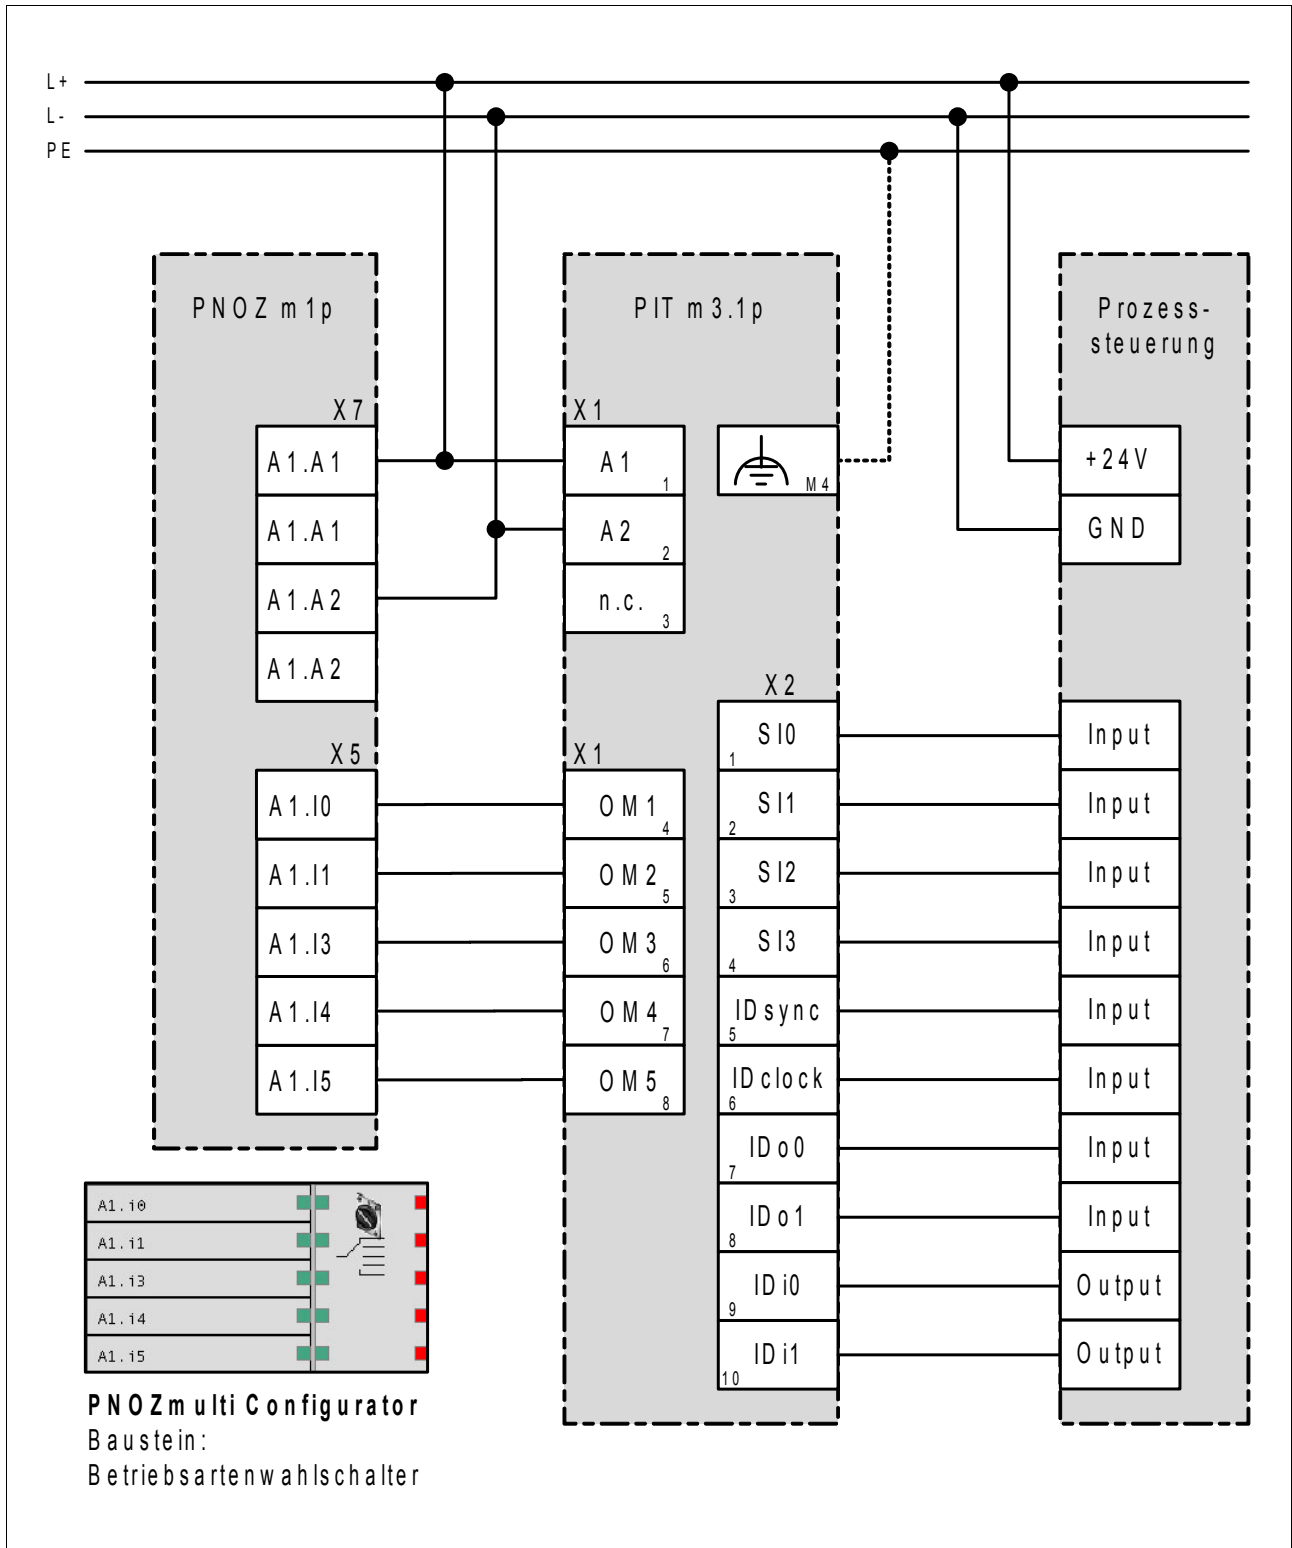 L+
L-
PE
PNOZ m1p
PIT m3.1p
Prozess-
steuerung
X7
A1.A1
A1.A1
A1.A2
A1.A2
X1
A1 1
A2 2
n.c. 3
M4
+24V
GND
X5
A1.I0
A1.I1
A1.I3
A1.I4
A1.I5
X1
OM1 4
OM2 5
OM3 6
OM4 7
OM5 8
X2
SI0 1
SI1 2
SI2 3
SI3 4
IDsync 5
IDclock 6
IDo0 7
IDo1 8
IDi0 9
IDi1 10
Input
Input
Input
Input
Input
Input
Input
Input
Output
Output
A1.i0
A1.i1
A1.i3
A1.i4
A1.i5
PNOZmulti Configurator
Baustein:
Betriebsartenwahlschalter